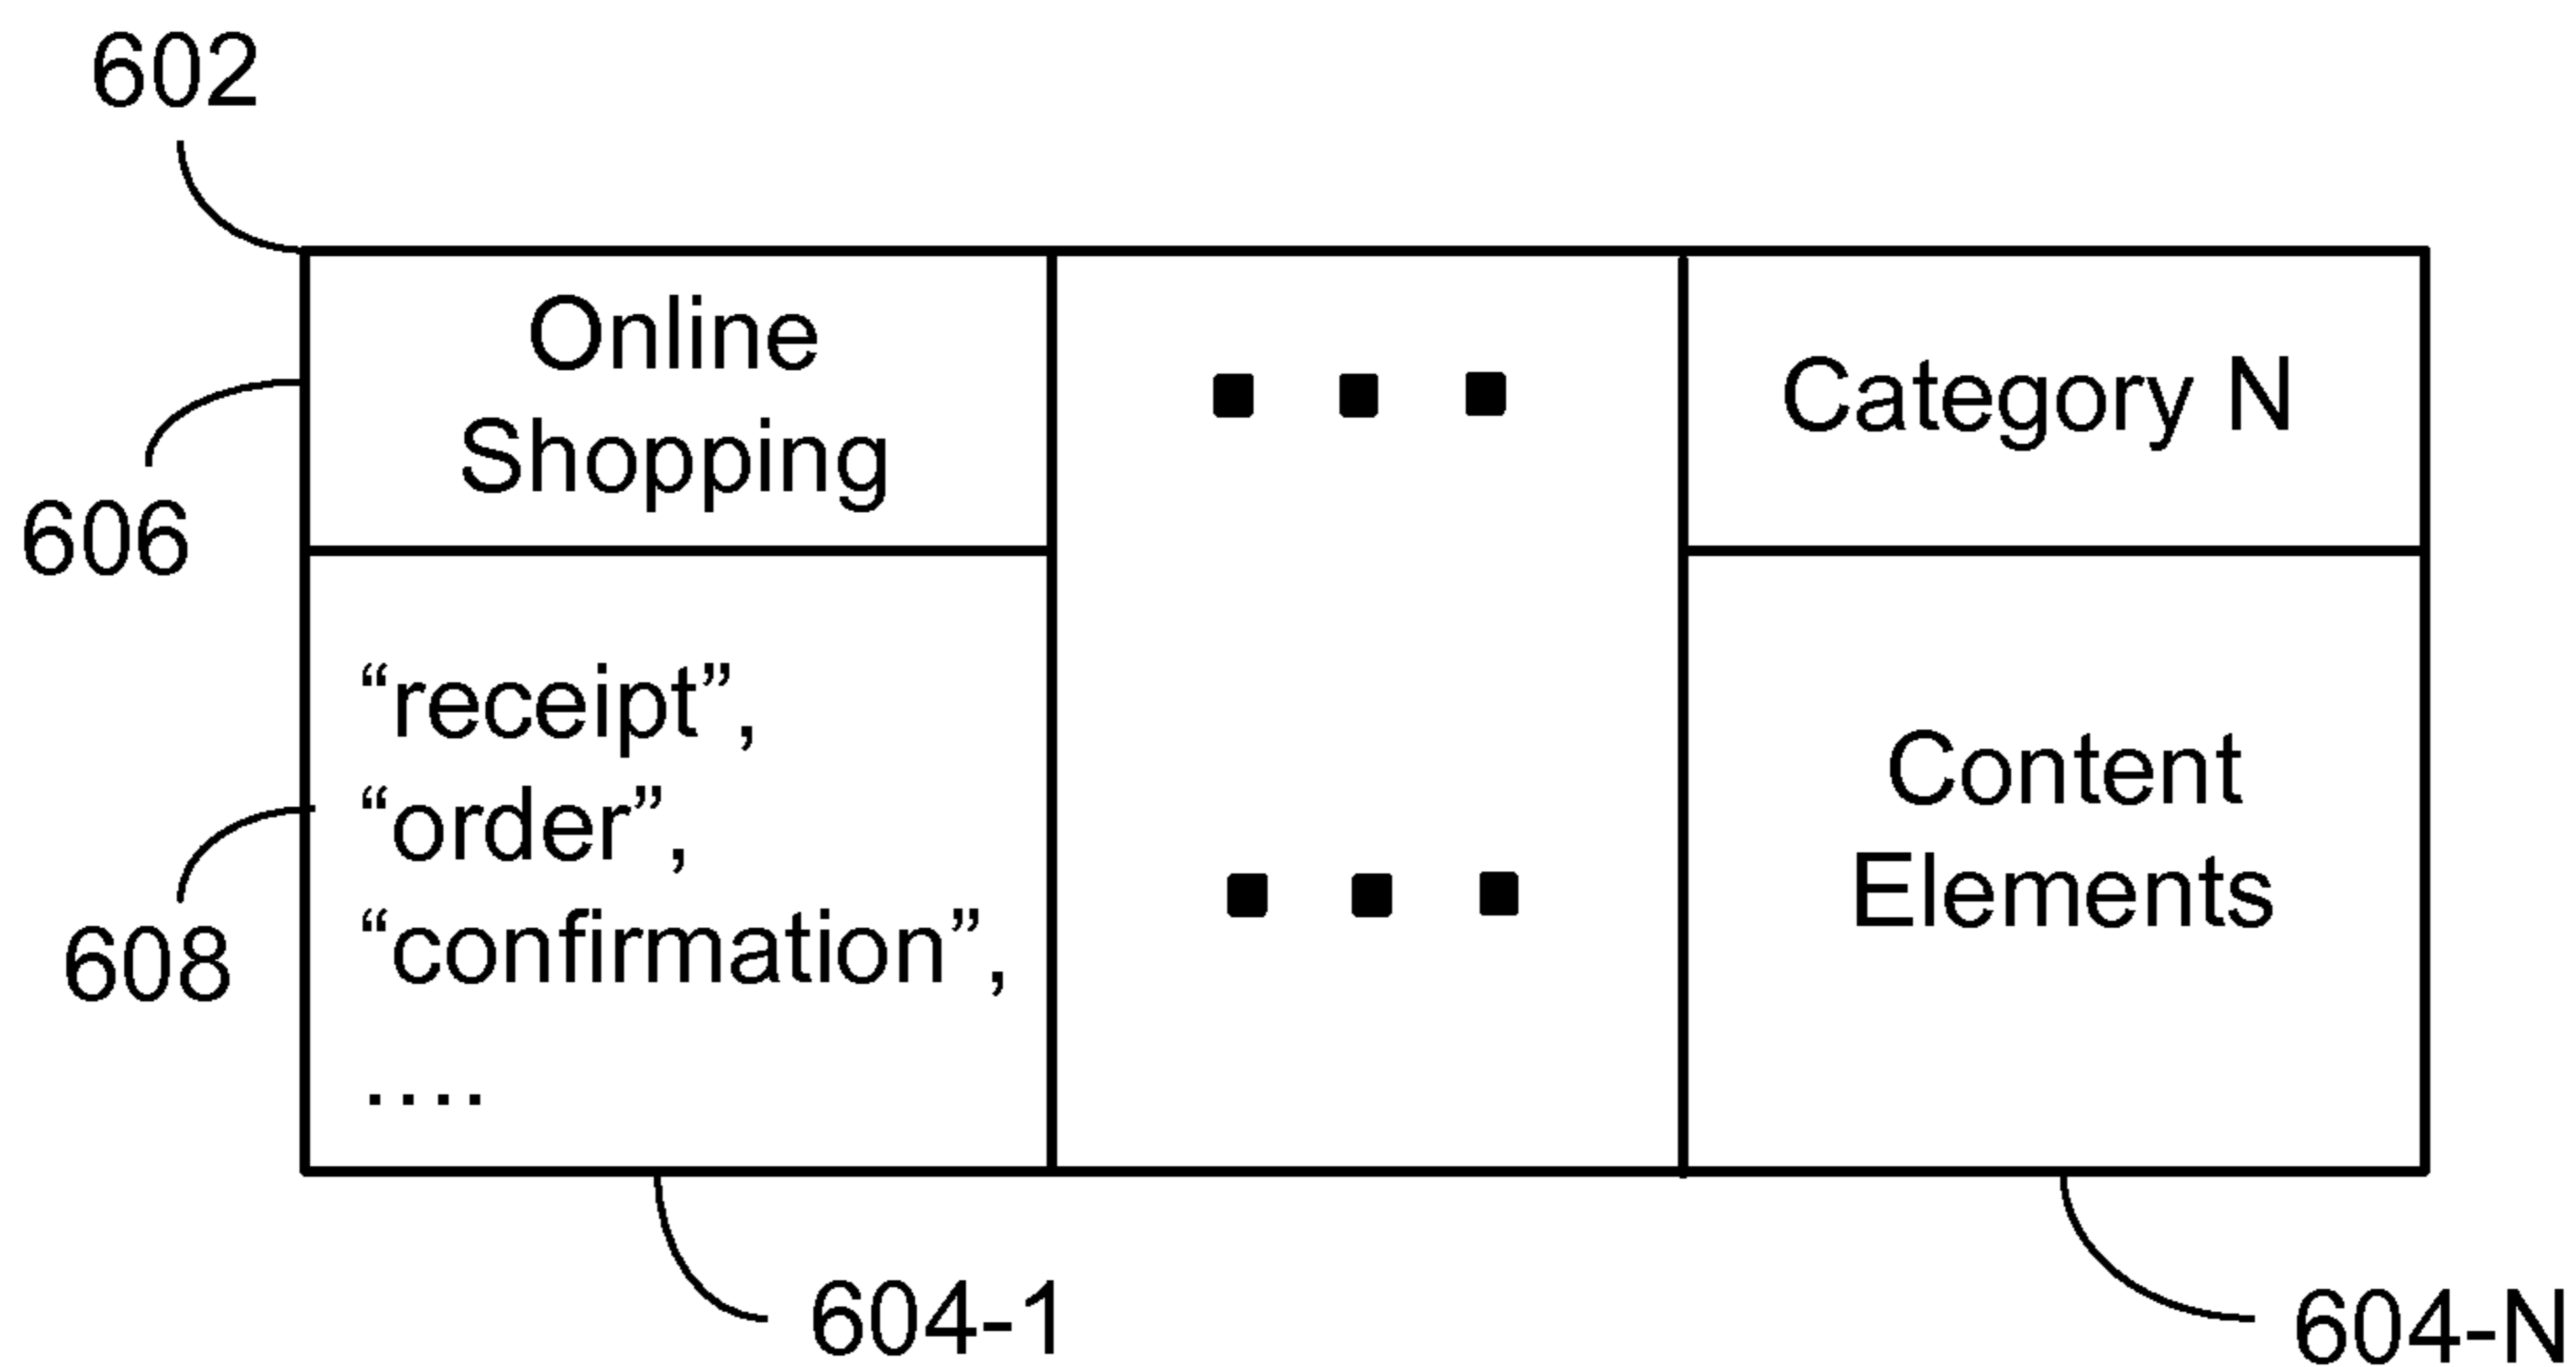 602
Online
Shopping
Category N
606
“receipt”,
“order”,
“confirmation”,
....
Content
Elements
608
604-1
604-N